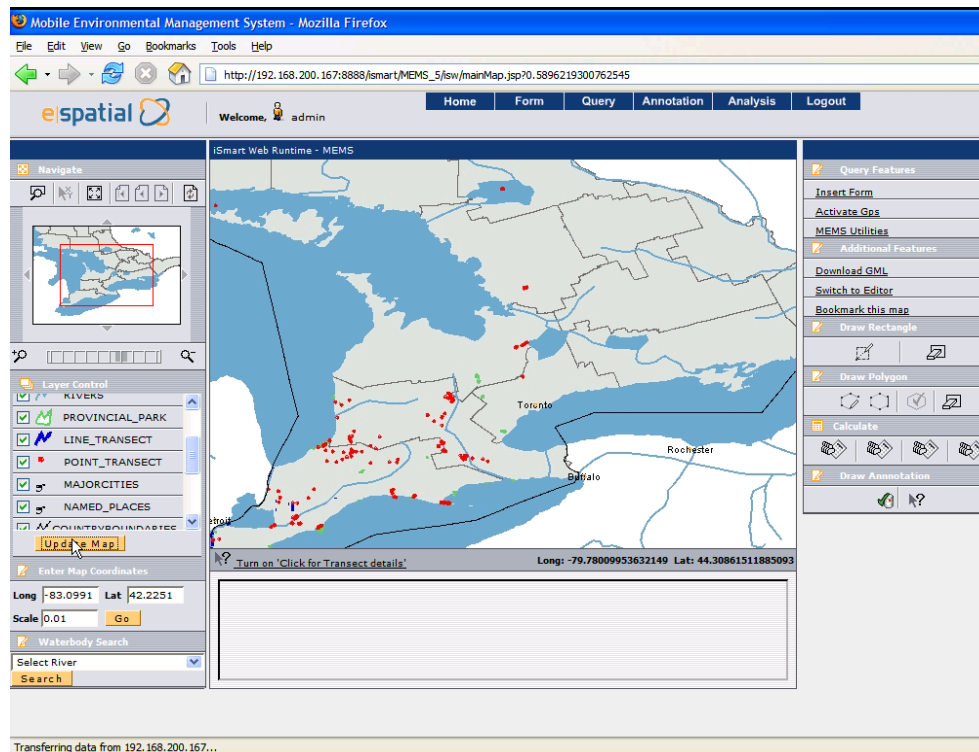 Mobile Environmental Management System - Mozilla Firefox
File Edit View Go Bookmarks Tools Help
http://192.168.200.167:8888/ismart/MEMS_5/isw/mainMap.jsp?0.5896219300762545
e|spatial
Welcome, admin
Home Form Query Annotation Analysis Logout
iSmart Web Runtime - MEMS
Navigate
Layer Control
RIVERS
PROVINCIAL_PARK
LINE_TRANSECT
POINT_TRANSECT
MAJORCITIES
NAMED_PLACES
COUNTRYBOUNDARIES
Update Map
Enter Map Coordinates
Long -83.0991 Lat 42.2251
Scale 0.01 Go
Waterbody Search
Select River
Search
Toronto
Rochester
Buffalo
etroit
Turn on 'Click for Transect details'
Long: -79.78009953632149 Lat: 44.30861511885093
Query Features
Insert Form
Activate Gps
MEMS Utilities
Additional Features
Download GML
Switch to Editor
Bookmark this map
Draw Rectangle
Draw Polygon
Calculate
Draw Annnotation
Transferring data from 192.168.200.167...